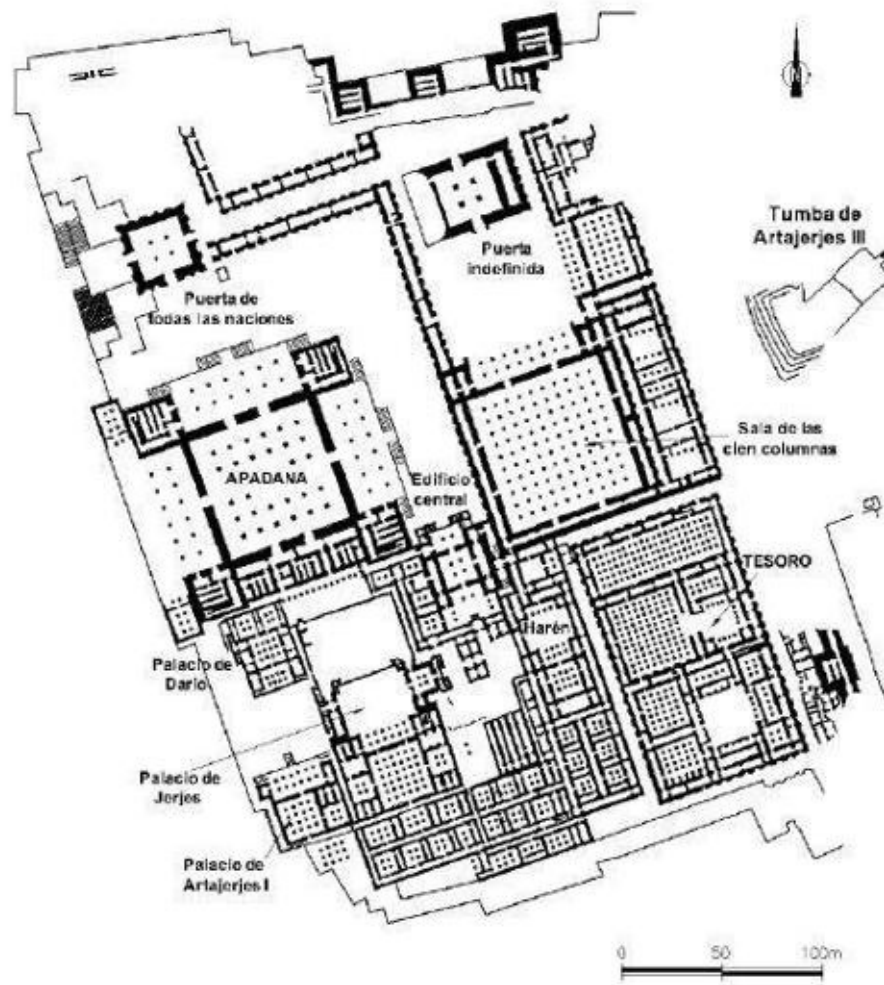 N
Tumba de
Artajerjes III
Puerta
indefinida
Puerta de
todas las naciones
Sala de las
cien columnas
APADANA
Edificio
central
TESORO
Harén
Palacio de
Darío
Palacio de
Jerjes
Palacio de
Artajerjes I
0 50 100m